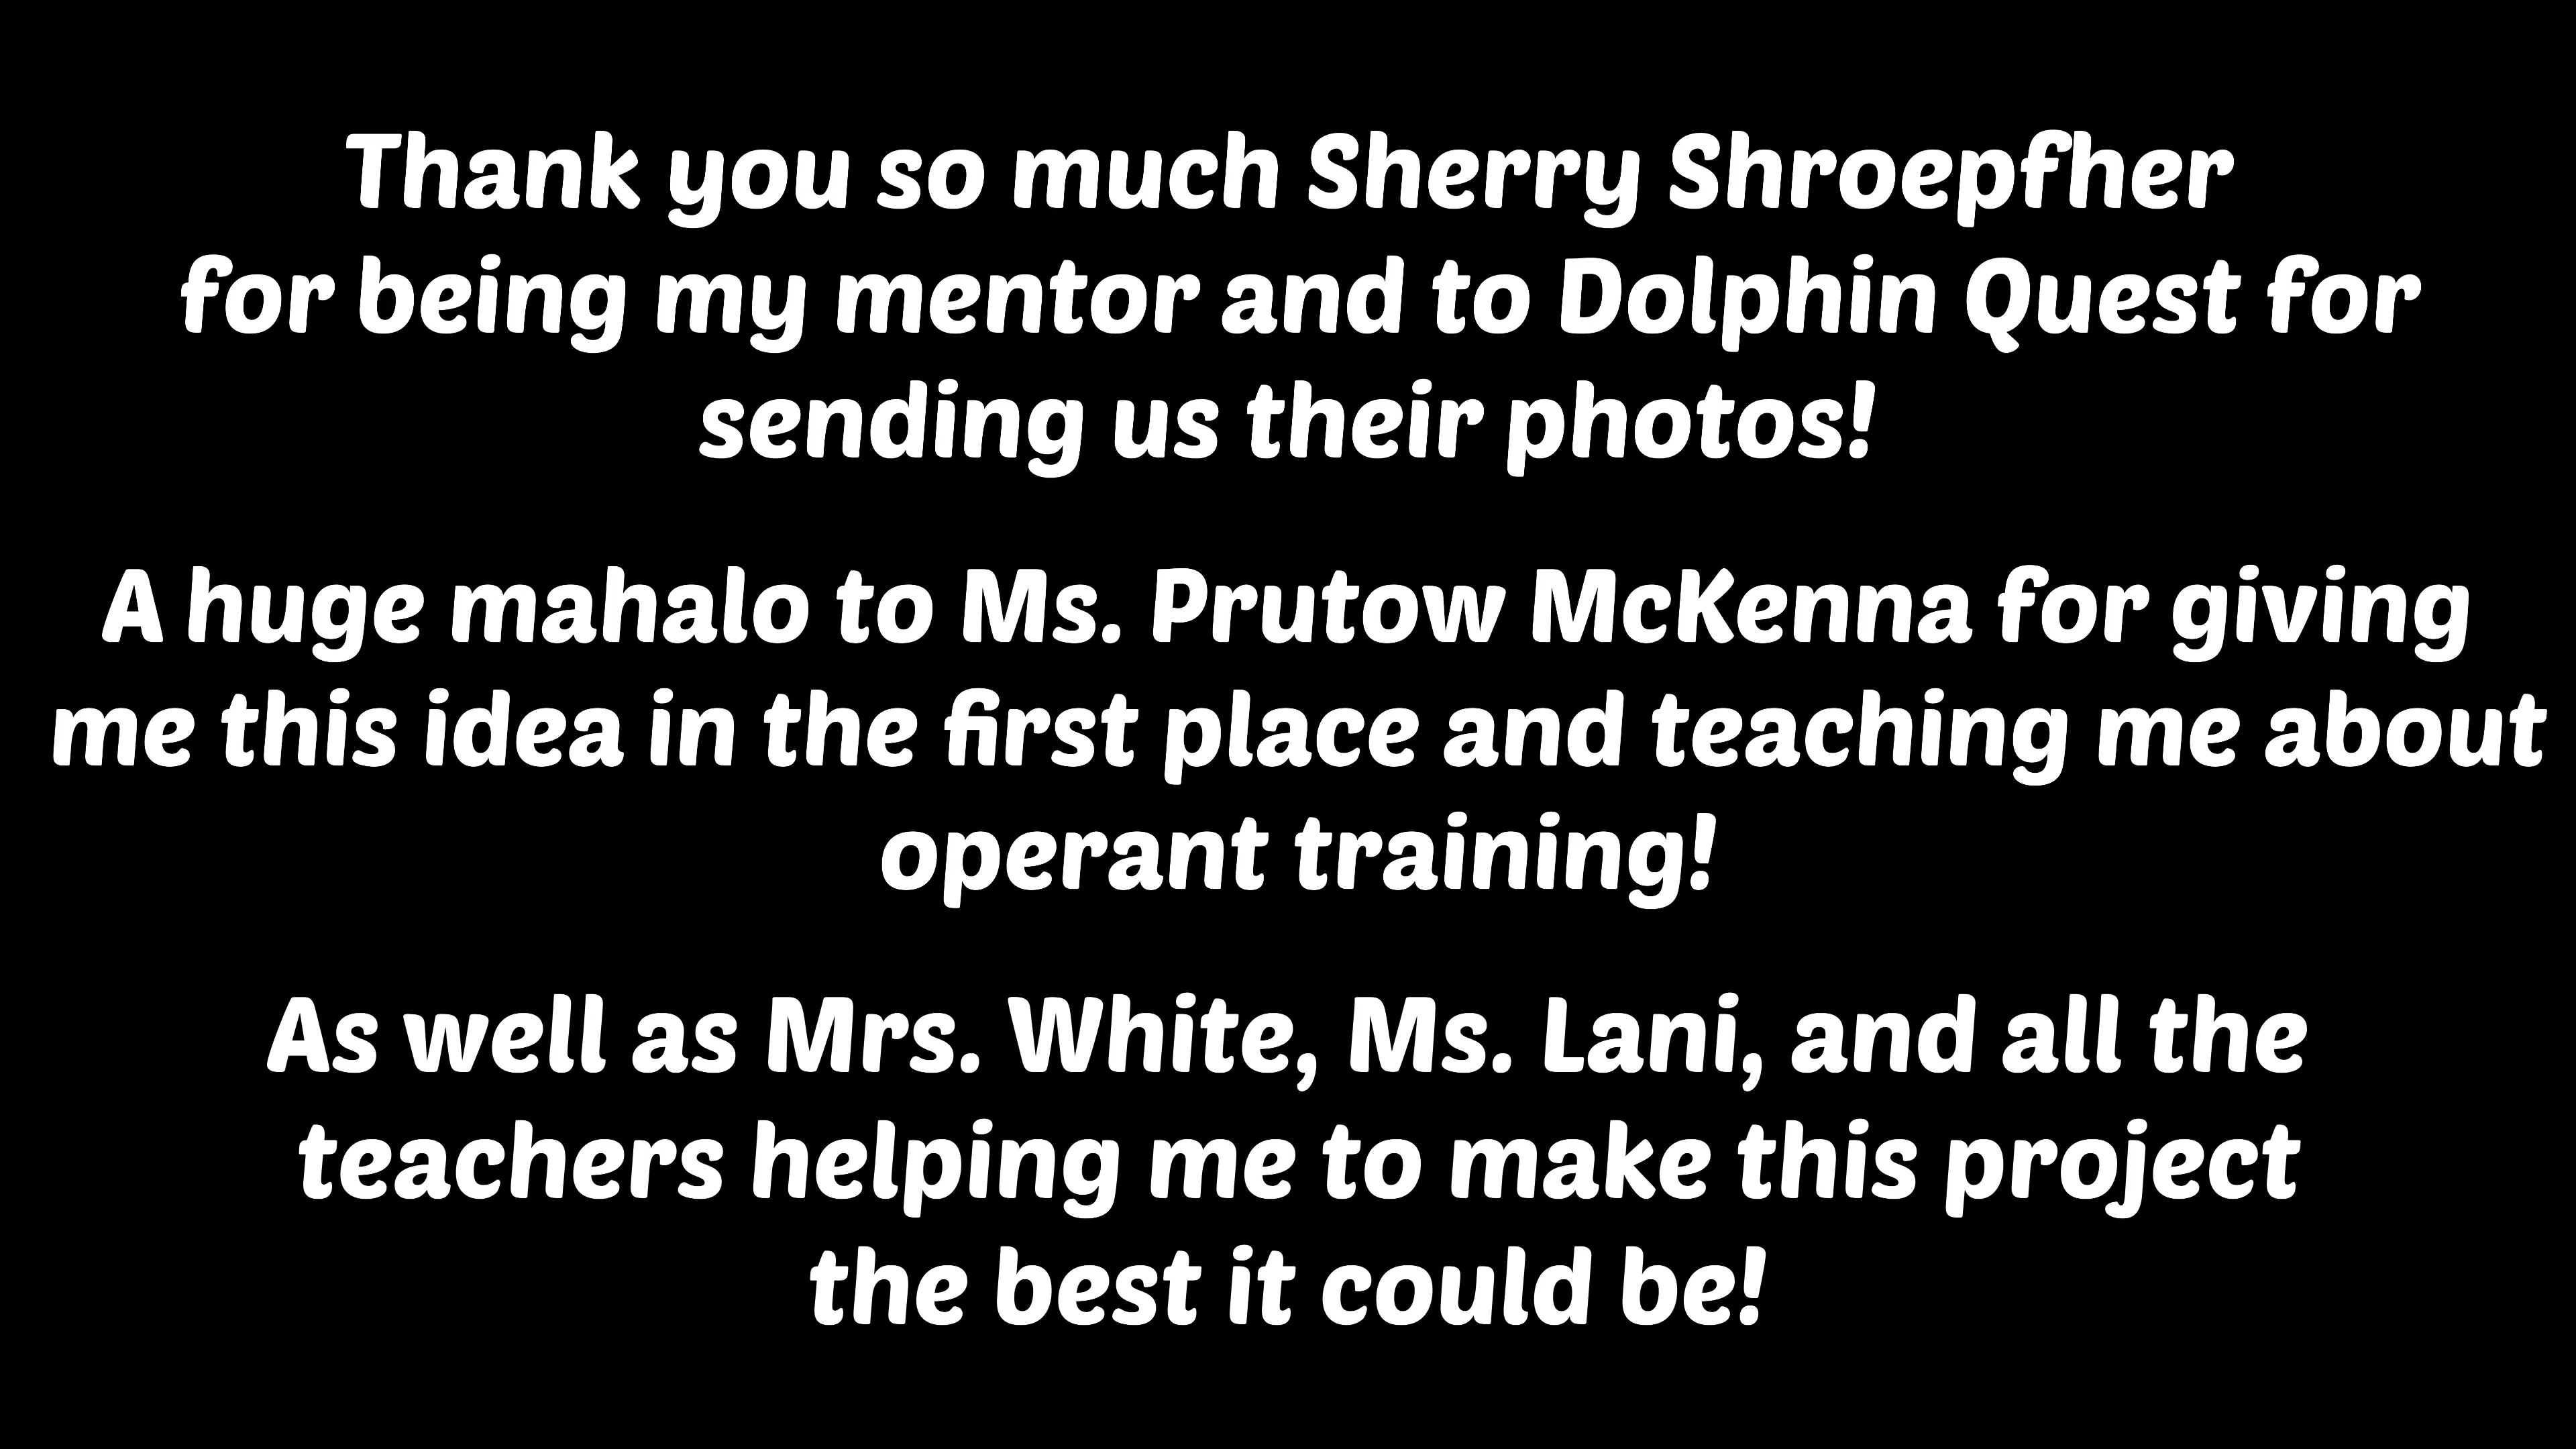 Thank you so much Sherry Shroepfher
for being my mentor and to Dolphin Quest for
sending us their photos!
A huge mahalo to Ms. Prutow McKenna for giving
me this idea in the first place and teaching me about
operant training!
As well as Mrs. White, Ms. Lani, and all the
teachers helping me to make this project
the best it could be!